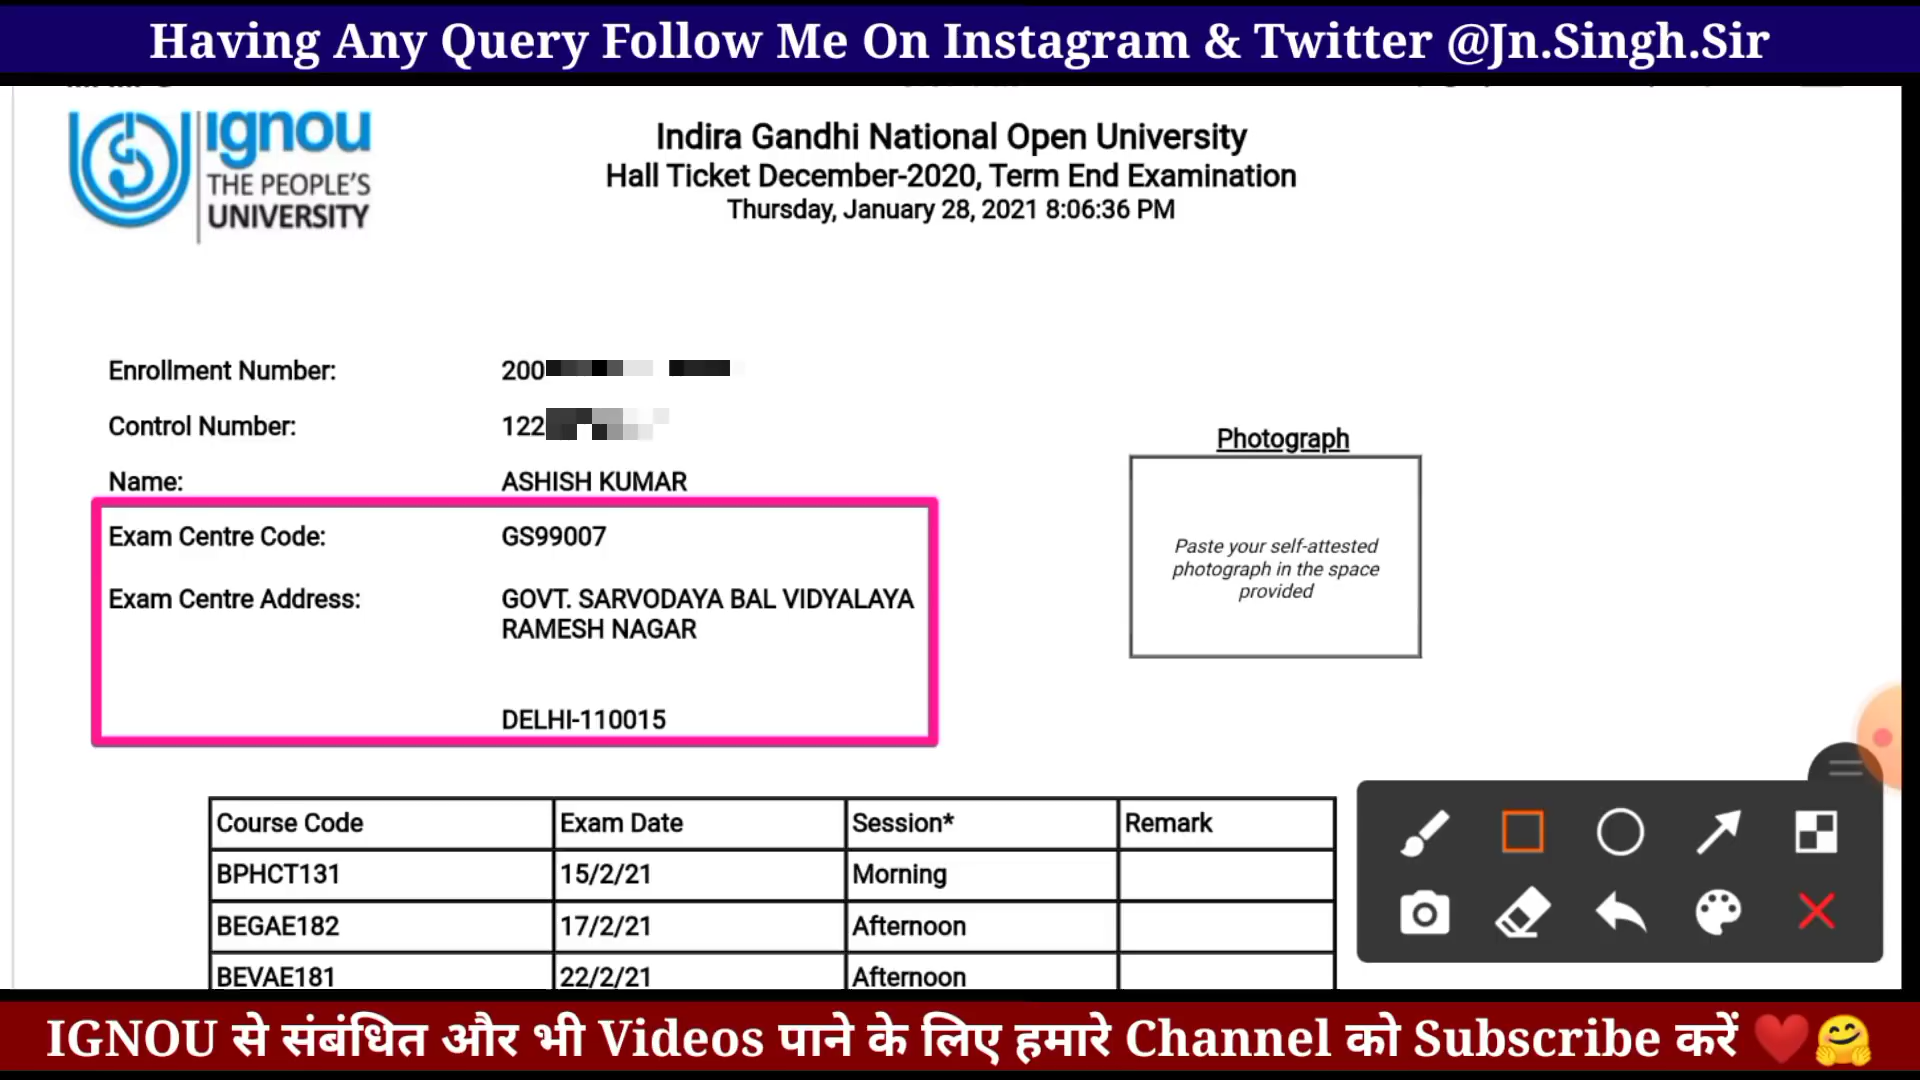 Having Any Query Follow Me On Instagram & Twitter @Jn.Singh.Sir
ignou
THE PEOPLE'S
UNIVERSITY
Indira Gandhi National Open University
Hall Ticket December-2020, Term End Examination
Thursday, January 28, 2021 8:06:36 PM
Enrollment Number: 200
Control Number: 122
Name: ASHISH KUMAR
Exam Centre Code: GS99007
Exam Centre Address: GOVT. SARVODAYA BAL VIDYALAYA
RAMESH NAGAR
DELHI-110015
Photograph
Paste your self-attested
photograph in the space
provided
Course Code Exam Date Session* Remark
BPHCT131 15/2/21 Morning
BEGAE182 17/2/21 Afternoon
BEVAE181 22/2/21 Afternoon
IGNOU से संबंधित और भी Videos पाने के लिए हमारे Channel को Subscribe करें ❤️🤗